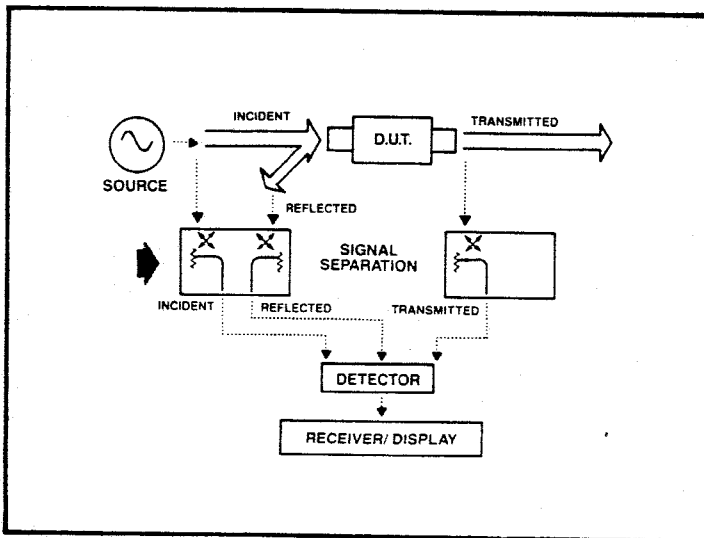 INCIDENT
TRANSMITTED
D.U.T.
SOURCE
REFLECTED
SIGNAL
SEPARATION
INCIDENT
REFLECTED
TRANSMITTED
DETECTOR
RECEIVER/DISPLAY